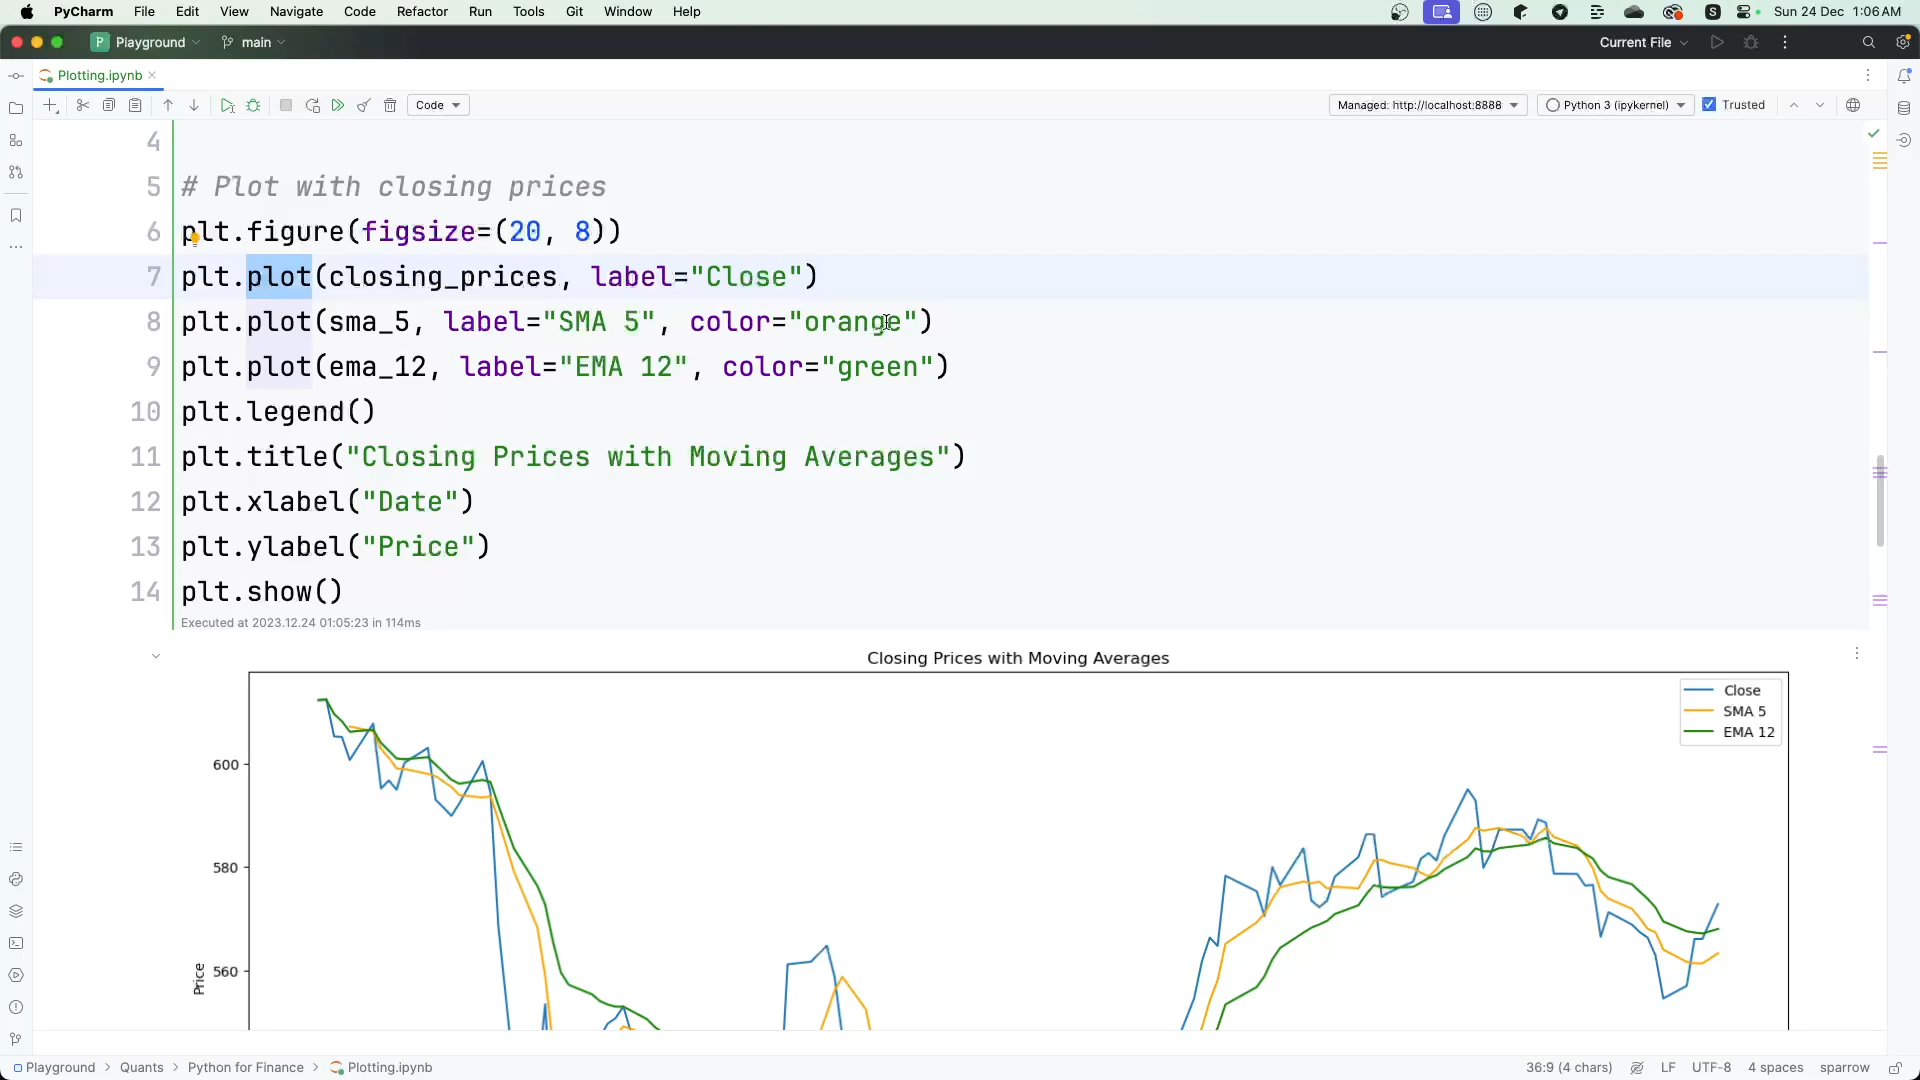 PyCharm File Edit View Navigate Code Refactor Run Tools Git Window Help S Sun 24 Dec 1:06 AM
P Playground main Current File
Plotting.ipynb
Code Managed: http://localhost:8888 Python 3 (ipykernel) Trusted
4
5 # Plot with closing prices
6 plt.figure(figsize=(20, 8))
7 plt.plot(closing_prices, label="Close")
8 plt.plot(sma_5, label="SMA 5", color="orange")
9 plt.plot(ema_12, label="EMA 12", color="green")
10 plt.legend()
11 plt.title("Closing Prices with Moving Averages")
12 plt.xlabel("Date")
13 plt.ylabel("Price")
14 plt.show()
Executed at 2023.12.24 01:05:23 in 114ms
Closing Prices with Moving Averages
Close
SMA 5
EMA 12
600
580
560
Price
Playground > Quants > Python for Finance > Plotting.ipynb 36:9 (4 chars) LF UTF-8 4 spaces sparrow